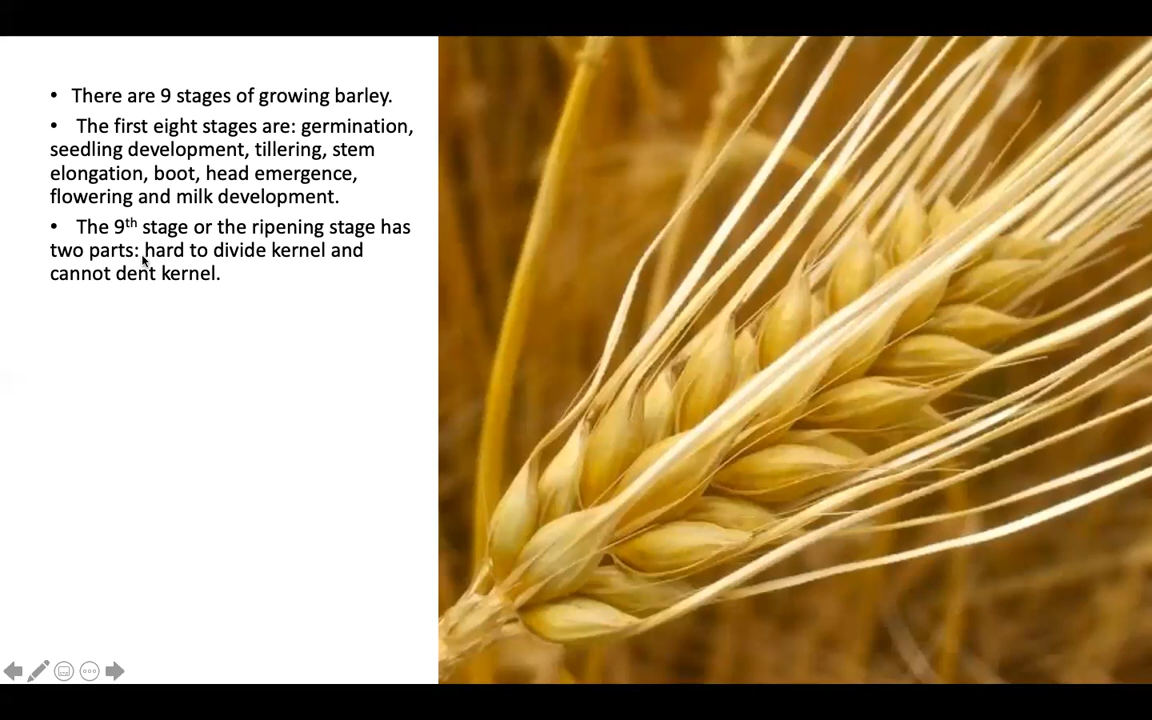 • There are 9 stages of growing barley.
• The first eight stages are: germination,
seedling development, tillering, stem
elongation, boot, head emergence,
flowering and milk development.
• The 9th stage or the ripening stage has
two parts: hard to divide kernel and
cannot dent kernel.